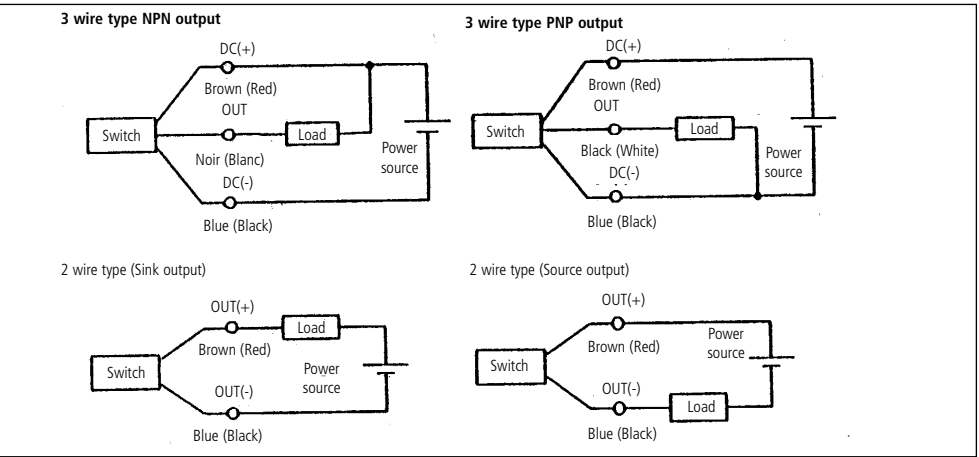 3 wire type NPN output
DC(+)
Brown (Red)
OUT
Switch
Load
Noir (Blanc)
DC(-)
Power
source
Blue (Black)
3 wire type PNP output
DC(+)
Brown (Red)
OUT
Switch
Load
Black (White)
DC(-)
Power
source
Blue (Black)
2 wire type (Sink output)
OUT(+)
Load
Brown (Red)
Switch
Power
source
OUT(-)
Blue (Black)
2 wire type (Source output)
OUT(+)
Power
source
Brown (Red)
Switch
OUT(-)
Load
Blue (Black)